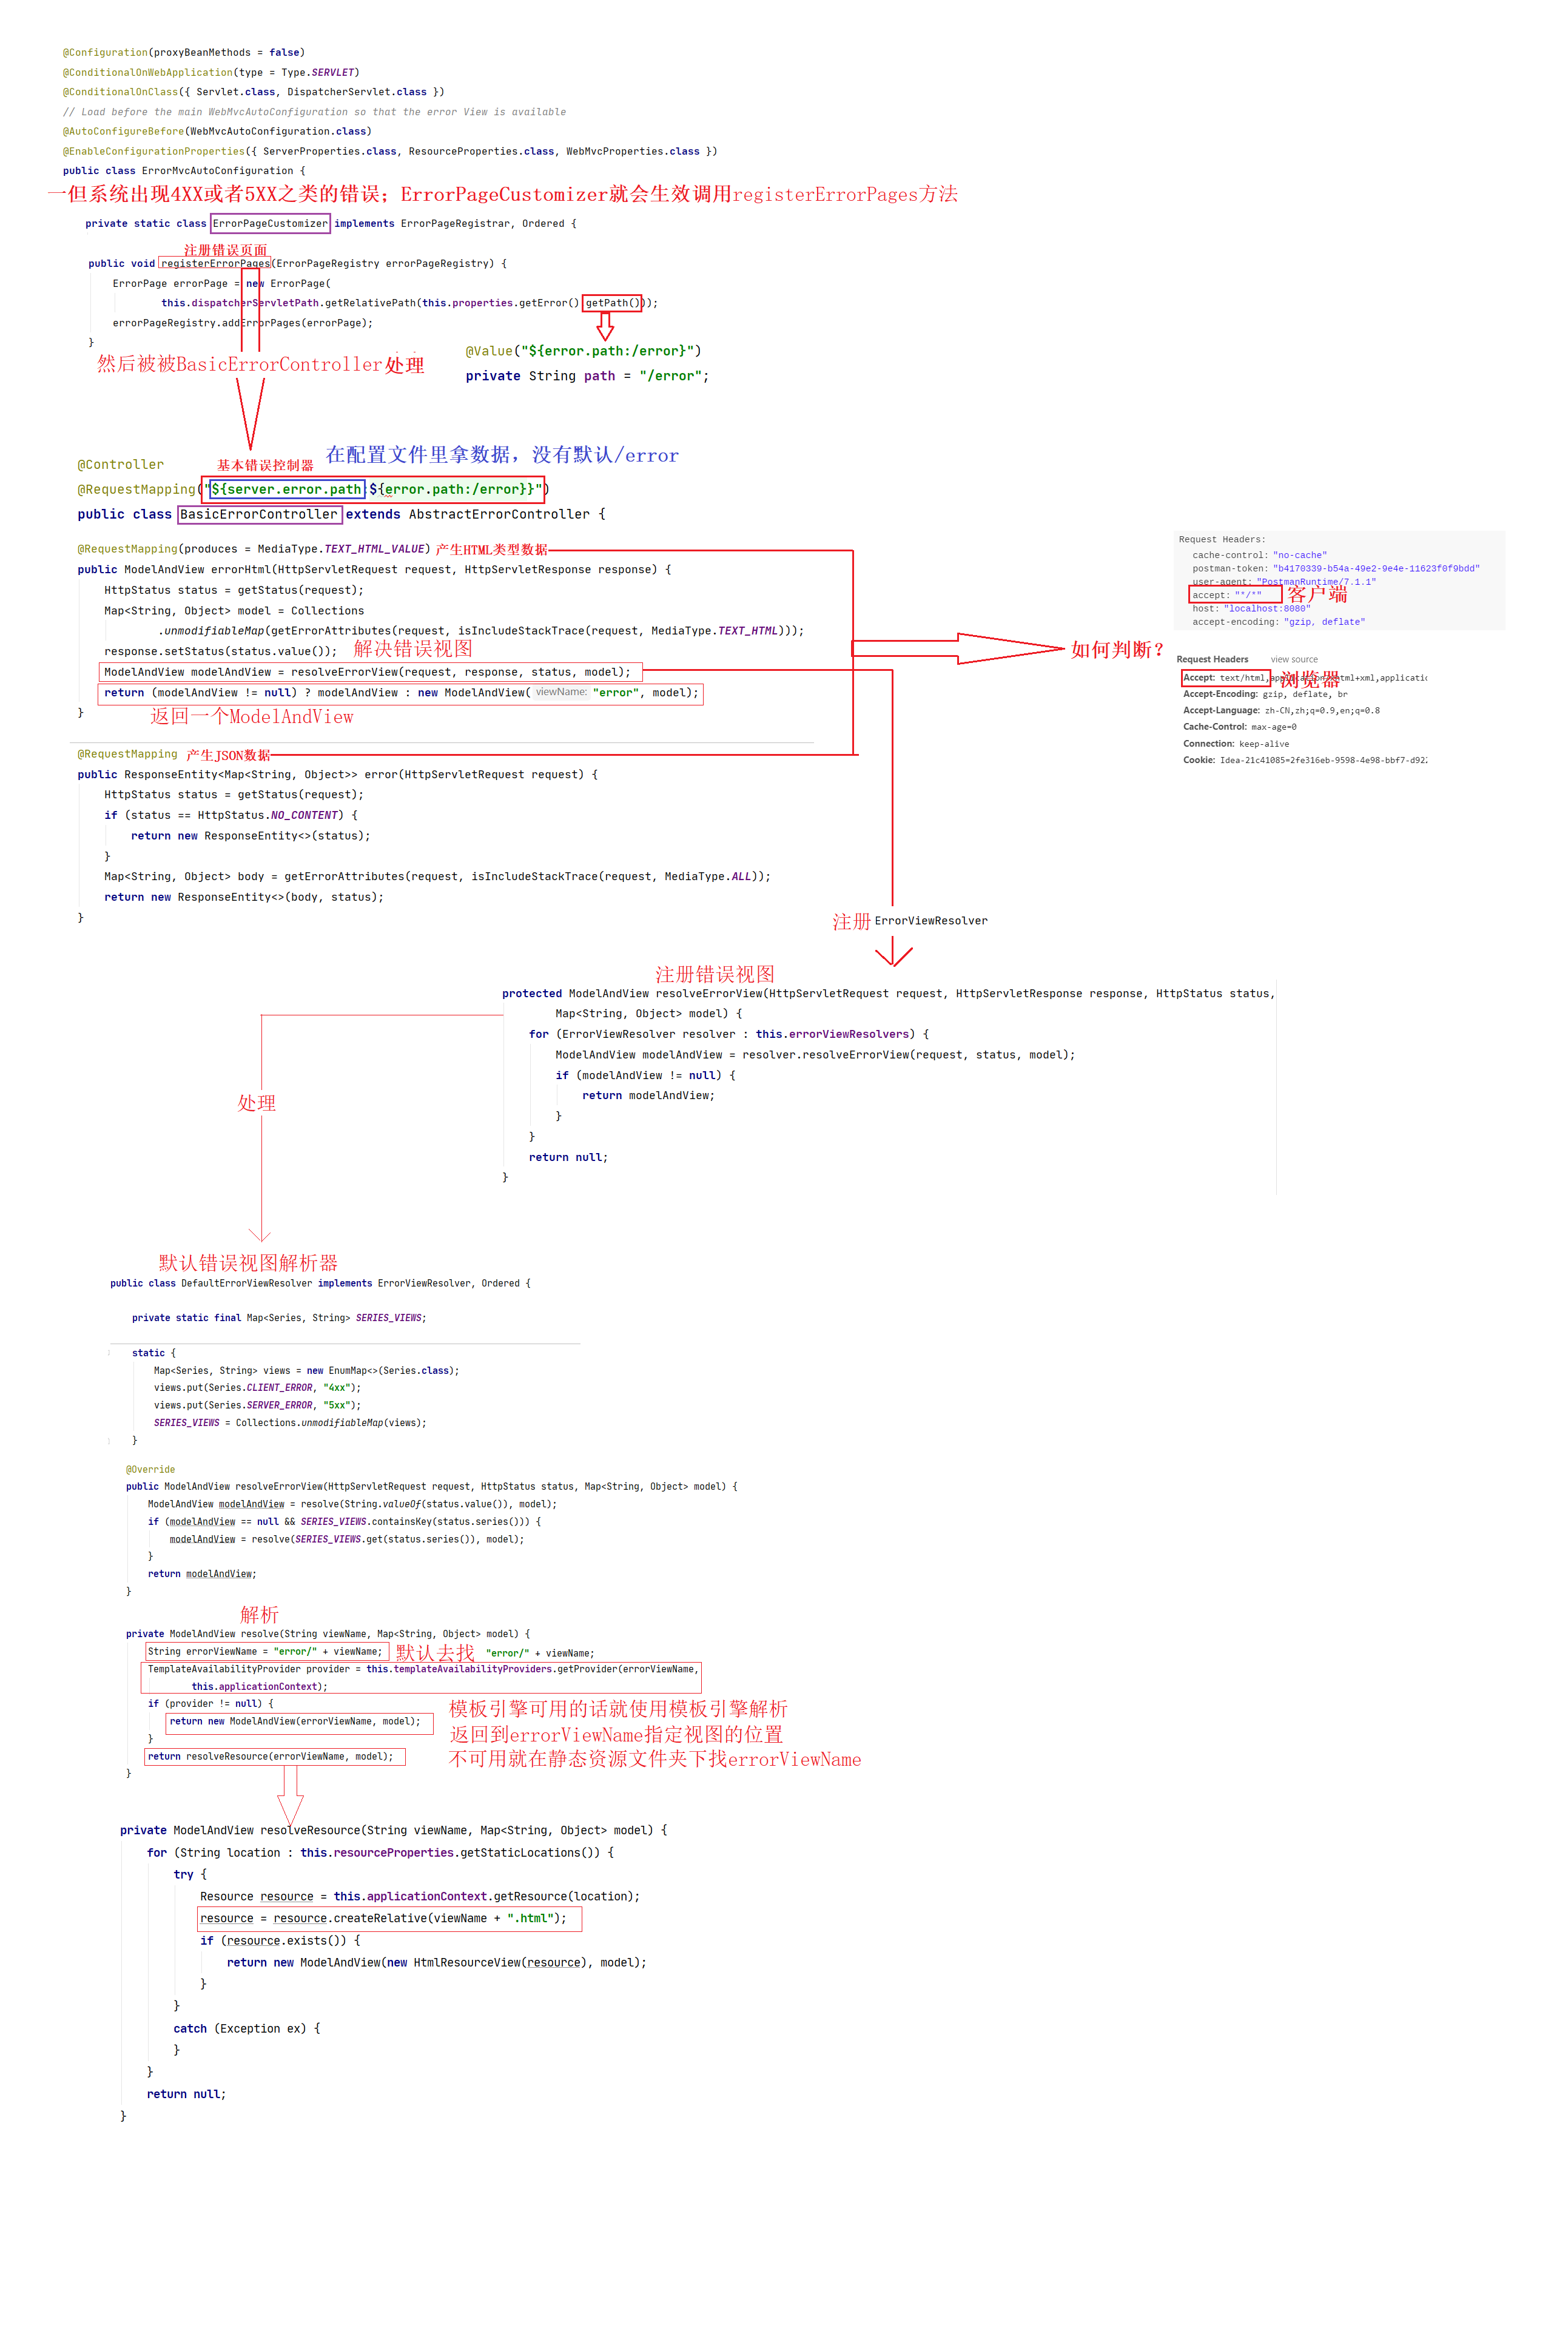 @Configuration(proxyBeanMethods = false)
@ConditionalOnWebApplication(type = Type.SERVLET)
@ConditionalOnClass({ Servlet.class, DispatcherServlet.class })
// Load before the main WebMvcAutoConfiguration so that the error View is available
@AutoConfigureBefore(WebMvcAutoConfiguration.class)
@EnableConfigurationProperties({ ServerProperties.class, ResourceProperties.class, WebMvcProperties.class })
public class ErrorMvcAutoConfiguration {
一但系统出现4XX或者5XX之类的错误；ErrorPageCustomizer就会生效调用registerErrorPages方法
private static class ErrorPageCustomizer implements ErrorPageRegistrar, Ordered {
注册错误页面
public void registerErrorPages(ErrorPageRegistry errorPageRegistry) {
ErrorPage errorPage = new ErrorPage(
this.dispatcherServletPath.getRelativePath(this.properties.getError().getPath()));
errorPageRegistry.addErrorPages(errorPage);
}
然后被被BasicErrorController处理
@Value("${error.path:/error}")
private String path = "/error";
在配置文件里拿数据，没有默认/error
@Controller
基本错误控制器
@RequestMapping("${server.error.path:${error.path:/error}}")
public class BasicErrorController extends AbstractErrorController {
@RequestMapping(produces = MediaType.TEXT_HTML_VALUE) 产生HTML类型数据
public ModelAndView errorHtml(HttpServletRequest request, HttpServletResponse response) {
HttpStatus status = getStatus(request);
Map<String, Object> model = Collections
.unmodifiableMap(getErrorAttributes(request, isIncludeStackTrace(request, MediaType.TEXT_HTML)));
response.setStatus(status.value()); 解决错误视图
ModelAndView modelAndView = resolveErrorView(request, response, status, model);
return (modelAndView != null) ? modelAndView : new ModelAndView( viewName: "error", model);
}
返回一个ModelAndView
如何判断?
Request Headers:
cache-control: "no-cache"
postman-token: "b4170339-b54a-49e2-9e4e-11623f0f9bdd"
user-agent: "PostmanRuntime/7.1.1"
accept: "*/*" 客户端
host: "localhost:8080"
accept-encoding: "gzip, deflate"
Request Headers view source
Accept: text/html,application/xhtml+xml,applicatic
浏览器
Accept-Encoding: gzip, deflate, br
Accept-Language: zh-CN,zh;q=0.9,en;q=0.8
Cache-Control: max-age=0
Connection: keep-alive
Cookie: Idea-21c41085=2fe316eb-9598-4e98-bbf7-d922
@RequestMapping 产生JSON数据
public ResponseEntity<Map<String, Object>> error(HttpServletRequest request) {
HttpStatus status = getStatus(request);
if (status == HttpStatus.NO_CONTENT) {
return new ResponseEntity<>(status);
}
Map<String, Object> body = getErrorAttributes(request, isIncludeStackTrace(request, MediaType.ALL));
return new ResponseEntity<>(body, status);
}
注册 ErrorViewResolver
注册错误视图
protected ModelAndView resolveErrorView(HttpServletRequest request, HttpServletResponse response, HttpStatus status,
Map<String, Object> model) {
for (ErrorViewResolver resolver : this.errorViewResolvers) {
ModelAndView modelAndView = resolver.resolveErrorView(request, status, model);
if (modelAndView != null) {
return modelAndView;
}
}
return null;
}
处理
默认错误视图解析器
public class DefaultErrorViewResolver implements ErrorViewResolver, Ordered {
private static final Map<Series, String> SERIES_VIEWS;
static {
Map<Series, String> views = new EnumMap<>(Series.class);
views.put(Series.CLIENT_ERROR, "4xx");
views.put(Series.SERVER_ERROR, "5xx");
SERIES_VIEWS = Collections.unmodifiableMap(views);
}
@Override
public ModelAndView resolveErrorView(HttpServletRequest request, HttpStatus status, Map<String, Object> model) {
ModelAndView modelAndView = resolve(String.valueOf(status.value()), model);
if (modelAndView == null && SERIES_VIEWS.containsKey(status.series())) {
modelAndView = resolve(SERIES_VIEWS.get(status.series()), model);
}
return modelAndView;
}
解析
private ModelAndView resolve(String viewName, Map<String, Object> model) {
String errorViewName = "error/" + viewName; 默认去找 "error/" + viewName;
TemplateAvailabilityProvider provider = this.templateAvailabilityProviders.getProvider(errorViewName,
this.applicationContext);
if (provider != null) {
模板引擎可用的话就使用模板引擎解析
return new ModelAndView(errorViewName, model);
返回到errorViewName指定视图的位置
}
return resolveResource(errorViewName, model);
不可用就在静态资源文件夹下找errorViewName
}
private ModelAndView resolveResource(String viewName, Map<String, Object> model) {
for (String location : this.resourceProperties.getStaticLocations()) {
try {
Resource resource = this.applicationContext.getResource(location);
resource = resource.createRelative(viewName + ".html");
if (resource.exists()) {
return new ModelAndView(new HtmlResourceView(resource), model);
}
}
catch (Exception ex) {
}
}
return null;
}